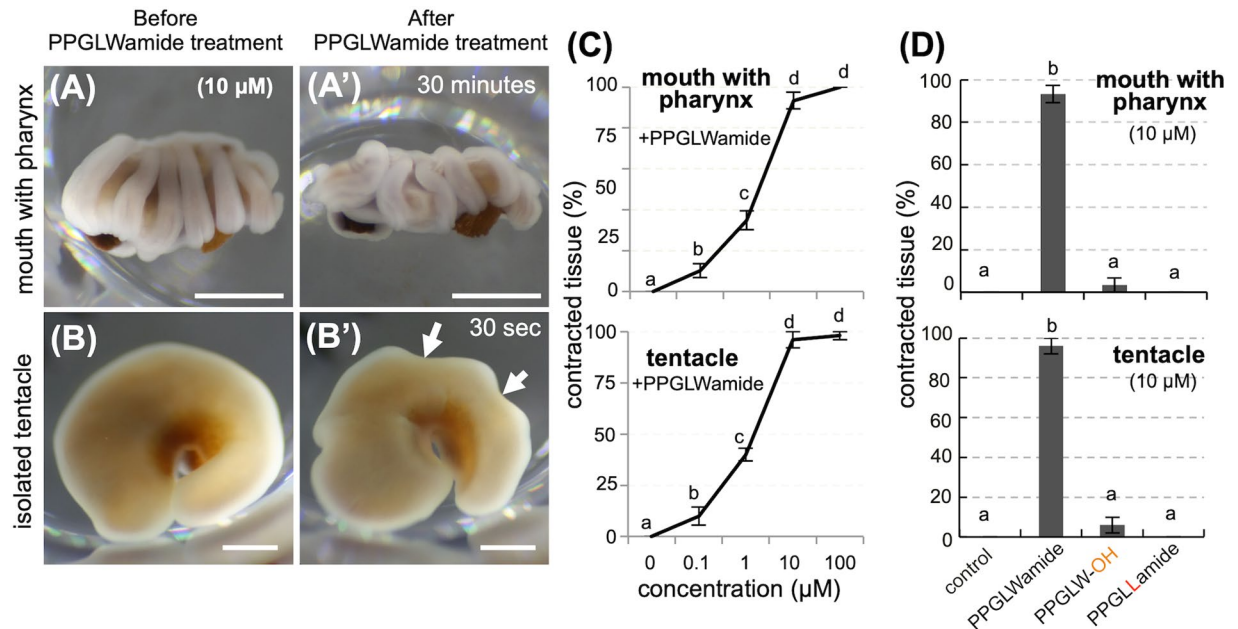 Before
PPGLWamide treatment
After
PPGLWamide treatment
mouth with pharynx
isolated tentacle
(A)
(10 μM)
(A’)
30 minutes
(B)
(B’)
30 sec
(C)
contracted tissue (%)
100
75
50
25
0
mouth with
pharynx
+PPGLWamide
a
b
c
d
d
100
75
50
25
0
tentacle
+PPGLWamide
a
b
c
d
d
0
0.1
1
10
100
concentration (μM)
(D)
contracted tissue (%)
100
80
60
40
20
0
mouth with
pharynx
(10 μM)
a
b
a
a
100
80
60
40
20
0
tentacle
(10 μM)
a
b
a
a
control
PPGLWamide
PPGLW-OH
PPGLLamide